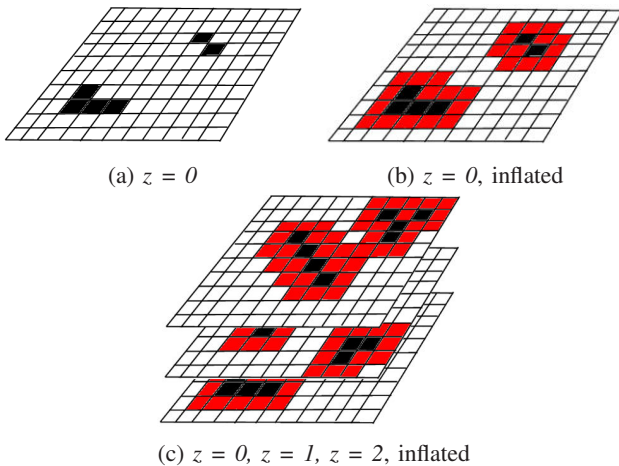 (a) z = 0
(b) z = 0, inflated
(c) z = 0, z = 1, z = 2, inflated